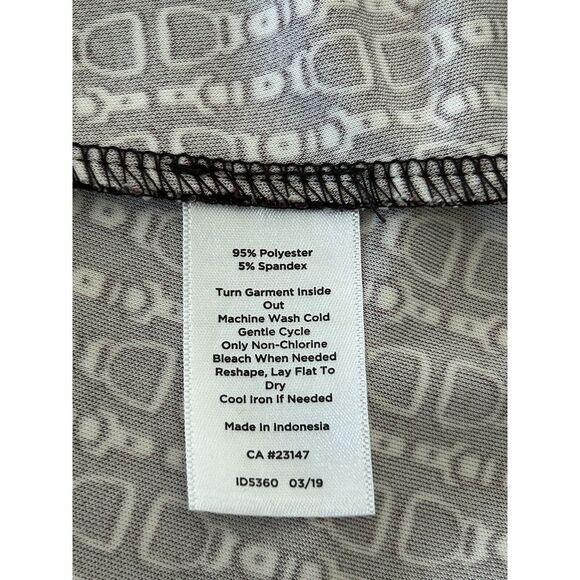 95% Polyester
5% Spandex
Turn Garment Inside
Out
Machine Wash Cold
Gentle Cycle
Only Non-Chlorine
Bleach When Needed
Reshape, Lay Flat To
Dry
Cool Iron If Needed
Made In Indonesia
CA #23147
ID5360 03/19